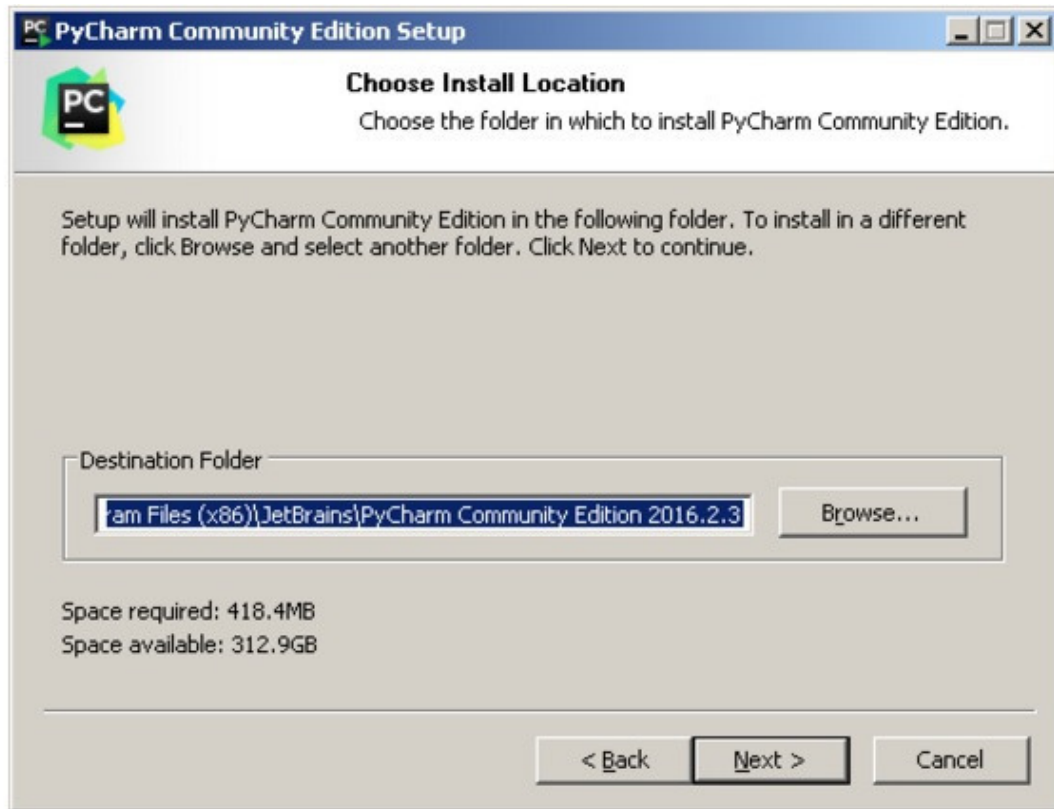 PC PyCharm Community Edition Setup
PC
Choose Install Location
Choose the folder in which to install PyCharm Community Edition.
Setup will install PyCharm Community Edition in the following folder. To install in a different
folder, click Browse and select another folder. Click Next to continue.
Destination Folder
ram Files (x86)\JetBrains\PyCharm Community Edition 2016.2.3
Browse...
Space required: 418.4MB
Space available: 312.9GB
< Back
Next >
Cancel